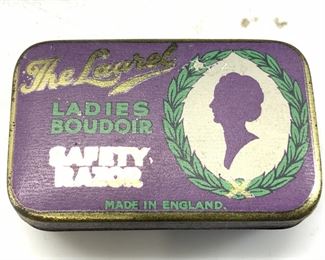 The Laurel
LADIES
BOUDOIR
SAFETY
RAZOR
MADE IN ENGLAND.